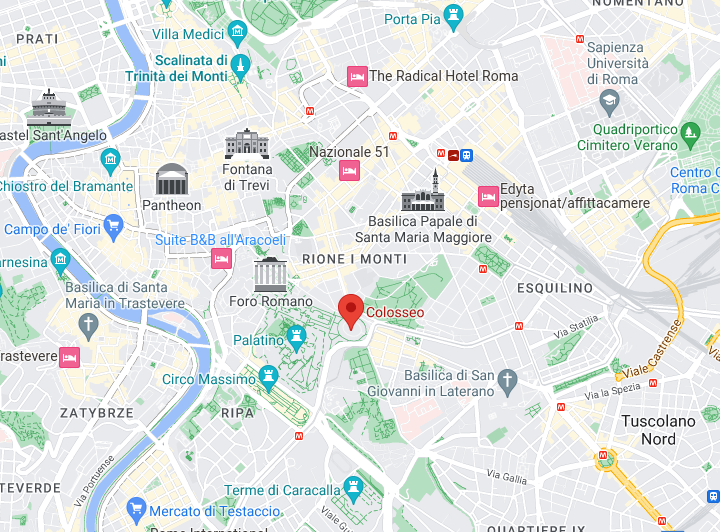 NOMENTANO
Porta Pia
PRATI
Villa Medici
Scalinata di
Trinità dei Monti
Sapienza
Università
di Roma
The Radical Hotel Roma
Quadriportico
Cimitero Verano
Castel Sant'Angelo
Nazionale 51
Fontana
di Trevi
Chiostro del Bramante
Centro
Roma
Edyta
pensjonat/affittacamere
Pantheon
Basilica Papale di
Santa Maria Maggiore
Campo de' Fiori
Suite B&B all'Aracoeli
RIONE I MONTI
arnesina
Basilica di Santa
Maria in Trastevere
ESQUILINO
Foro Romano
Colosseo
Via Statilia
Viale Castrense
Palatino
rastevere
Circo Massimo
Basilica di San
Giovanni in Laterano
Via la Spezia
ZATYBRZE
RIPA
Tuscolano
Nord
Via Portuense
TEVERDE
Via Gallia
Terme di Caracalla
Mercato di Testaccio
Viale Gu
Roma International
QUARTIERE IX